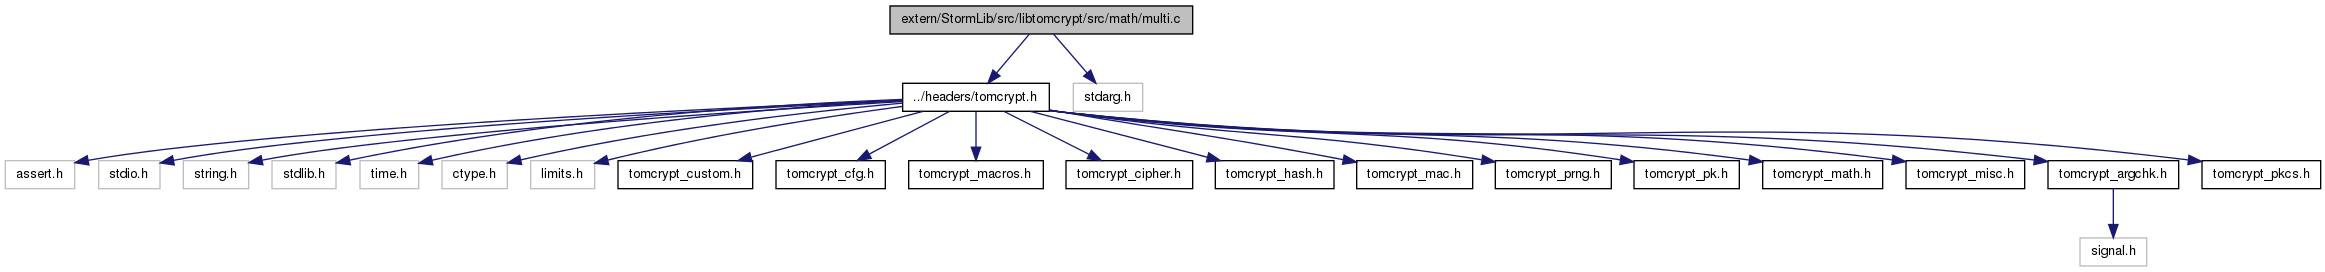 extern/StormLib/src/libtomcrypt/src/math/multi.c
../headers/tomcrypt.h
stdarg.h
assert.h
stdio.h
string.h
stdlib.h
time.h
ctype.h
limits.h
tomcrypt_custom.h
tomcrypt_cfg.h
tomcrypt_macros.h
tomcrypt_cipher.h
tomcrypt_hash.h
tomcrypt_mac.h
tomcrypt_prng.h
tomcrypt_pk.h
tomcrypt_math.h
tomcrypt_misc.h
tomcrypt_argchk.h
tomcrypt_pkcs.h
signal.h